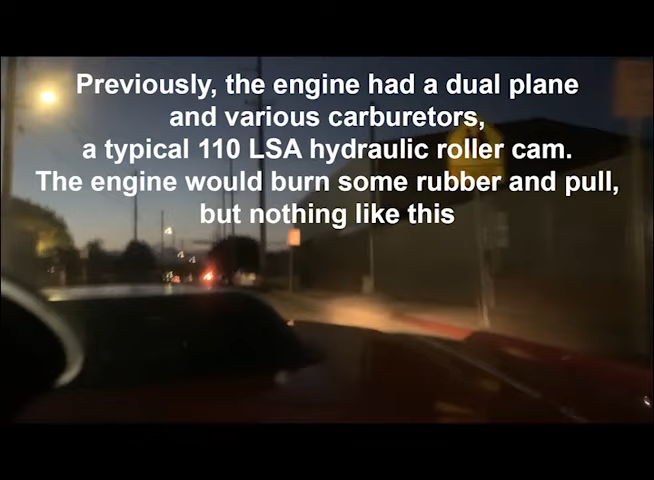 Previously, the engine had a dual plane
and various carburetors,
a typical 110 LSA hydraulic roller cam.
The engine would burn some rubber and pull,
but nothing like this